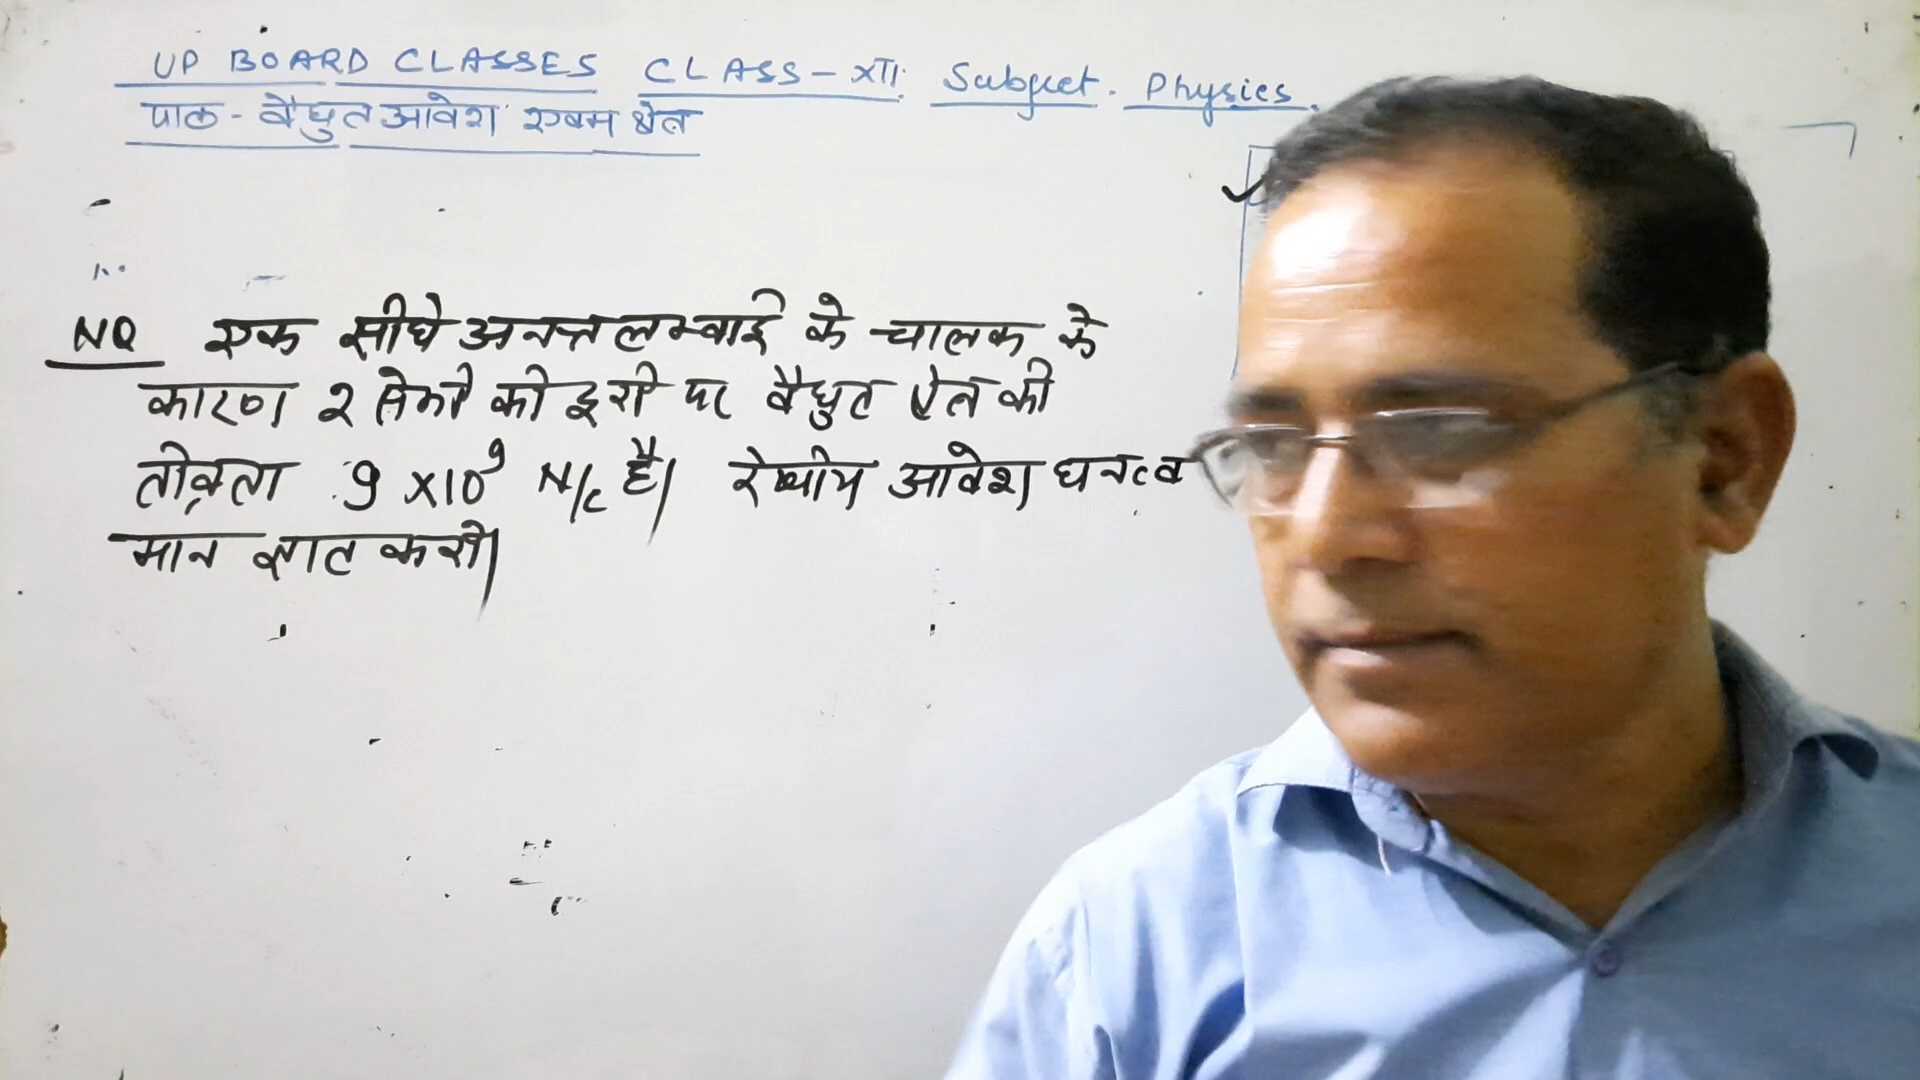 UP BOARD CLASSES CLASS-XII Subject. Physics.
पाठ - वैधुत आवेश एवम क्षेत्र
NQ एक सीधे अनन्त लम्बाई के चालक के
कारण 2 सेमी की दूरी पर वैधुत क्षेत्र की
तीव्रता 9 x10⁹ N/C है। रेखीय आवेश घनत्व
मान ज्ञात करो।